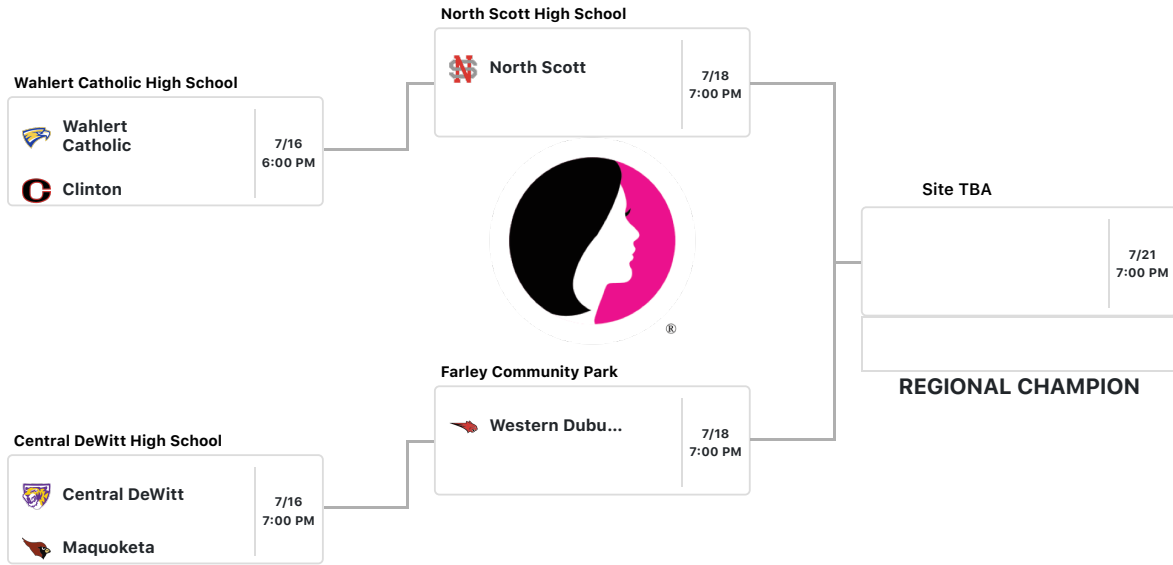 North Scott High School
North Scott
7/18
7:00 PM
Wahlert Catholic High School
Wahlert
Catholic
Clinton
7/16
6:00 PM
®
Site TBA
7/21
7:00 PM
REGIONAL CHAMPION
Farley Community Park
Western Dubu...
7/18
7:00 PM
Central DeWitt High School
Central DeWitt
Maquoketa
7/16
7:00 PM